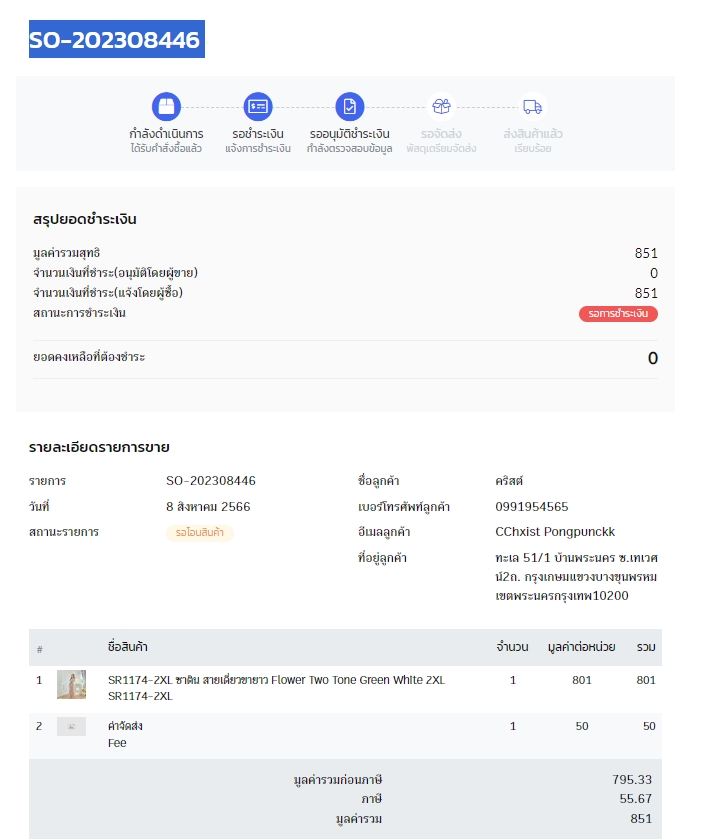 SO-202308446
กำลังดำเนินการ
ได้รับคำสั่งซื้อแล้ว
รอชำระเงิน
แจ้งการชำระเงิน
รออนุมัติชำระเงิน
กำลังตรวจสอบข้อมูล
รอจัดส่ง
พัสดุเตรียมจัดส่ง
ส่งสินค้าแล้ว
เรียบร้อย
สรุปยอดชำระเงิน
มูลค่ารวมสุทธิ 851
จำนวนเงินที่ชำระ(อนุมัติโดยผู้ขาย) 0
จำนวนเงินที่ชำระ(แจ้งโดยผู้ซื้อ) 851
สถานะการชำระเงิน รอการชำระเงิน
ยอดคงเหลือที่ต้องชำระ 0
รายละเอียดรายการขาย
รายการ SO-202308446
วันที่ 8 สิงหาคม 2566
สถานะรายการ รอโอนสินค้า
ชื่อลูกค้า คริสต์
เบอร์โทรศัพท์ลูกค้า 0991954565
อีเมลลูกค้า CChxist Pongpunckk
ที่อยู่ลูกค้า ทะเล 51/1 บ้านพระนคร ซ.เทเวศ
น์2ถ. กรุงเกษมแขวงบางขุนพรหม
เขตพระนครกรุงเทพ10200
# ชื่อสินค้า จำนวน มูลค่าต่อหน่วย รวม
1 SR1174-2XL ซาติน สายเดี่ยวขายาว Flower Two Tone Green White 2XL 1 801 801
SR1174-2XL
2 ค่าจัดส่ง 1 50 50
Fee
มูลค่ารวมก่อนภาษี 795.33
ภาษี 55.67
มูลค่ารวม 851